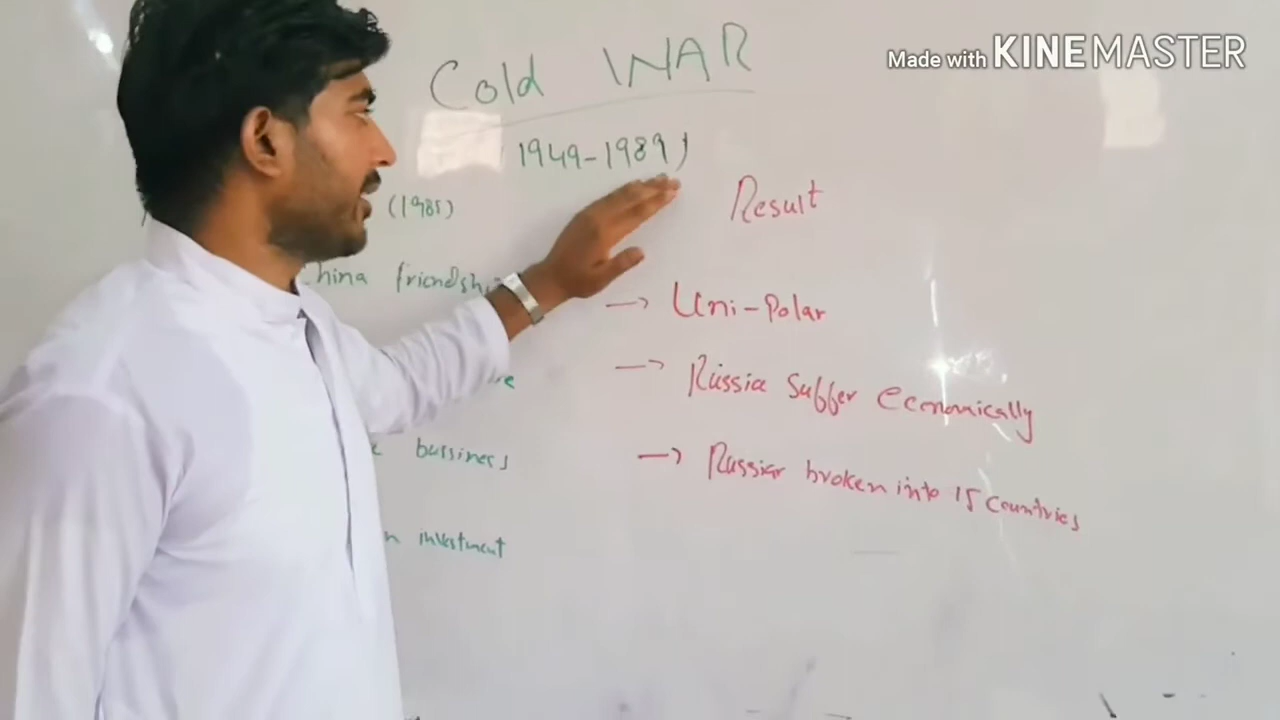 Made with KINEMASTER
Cold WAR
1949-1989)
(1985)
China friendsh
bussiness
investment
Result
→ Uni-Polar
→ Russia suffer economically
→ Russiar broken into 15 countries